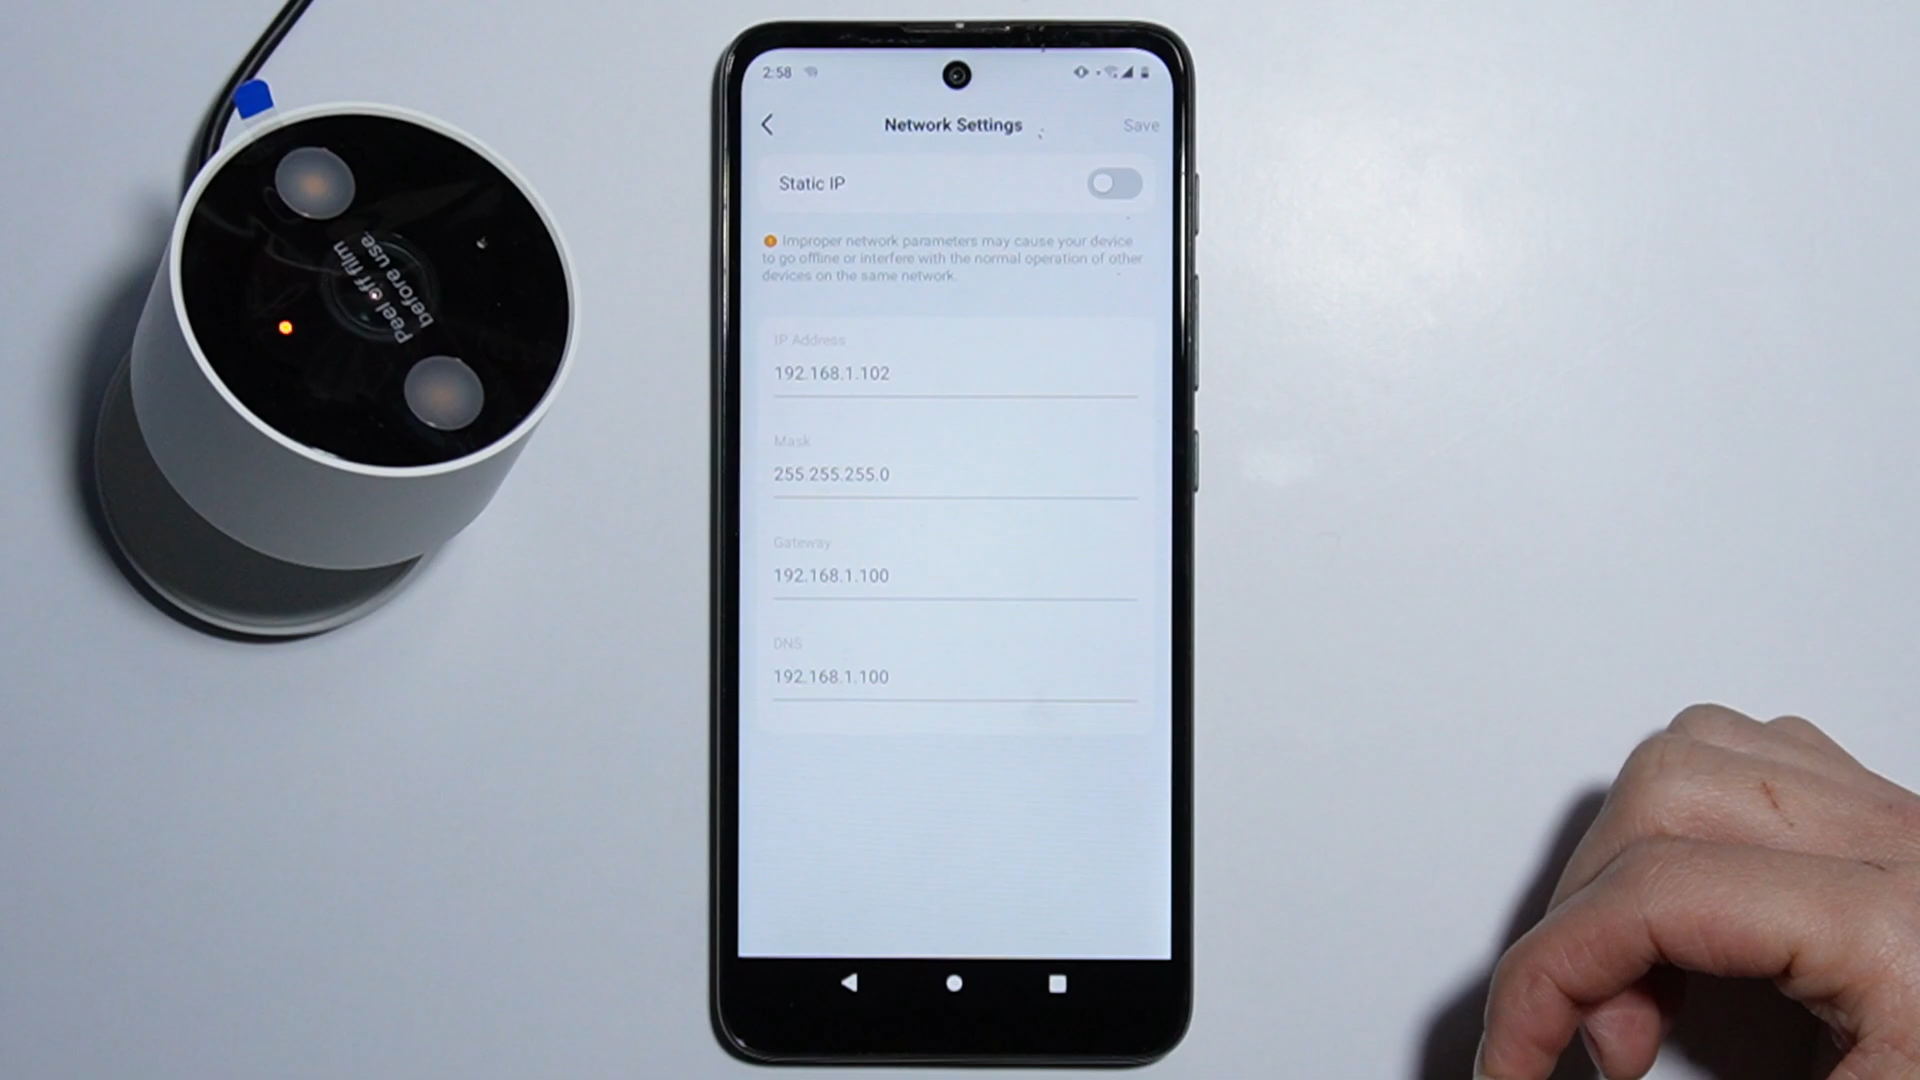 Peel off film
before use.
2:58
Network Settings
Save
Static IP
Improper network parameters may cause your device
to go offline or interfere with the normal operation of other
devices on the same network.
IP Address
192.168.1.102
Mask
255.255.255.0
Gateway
192.168.1.100
DNS
192.168.1.100